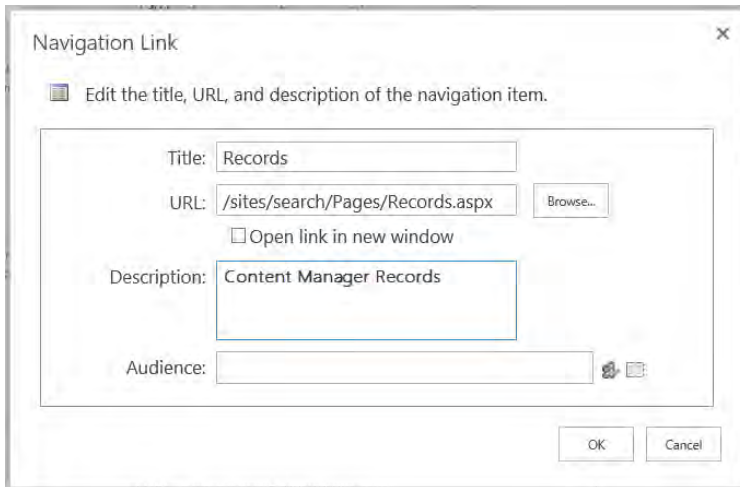 Navigation Link
Edit the title, URL, and description of the navigation item.
Title: Records
URL: /sites/search/Pages/Records.aspx Browse...
Open link in new window
Description: Content Manager Records
Audience:
OK Cancel